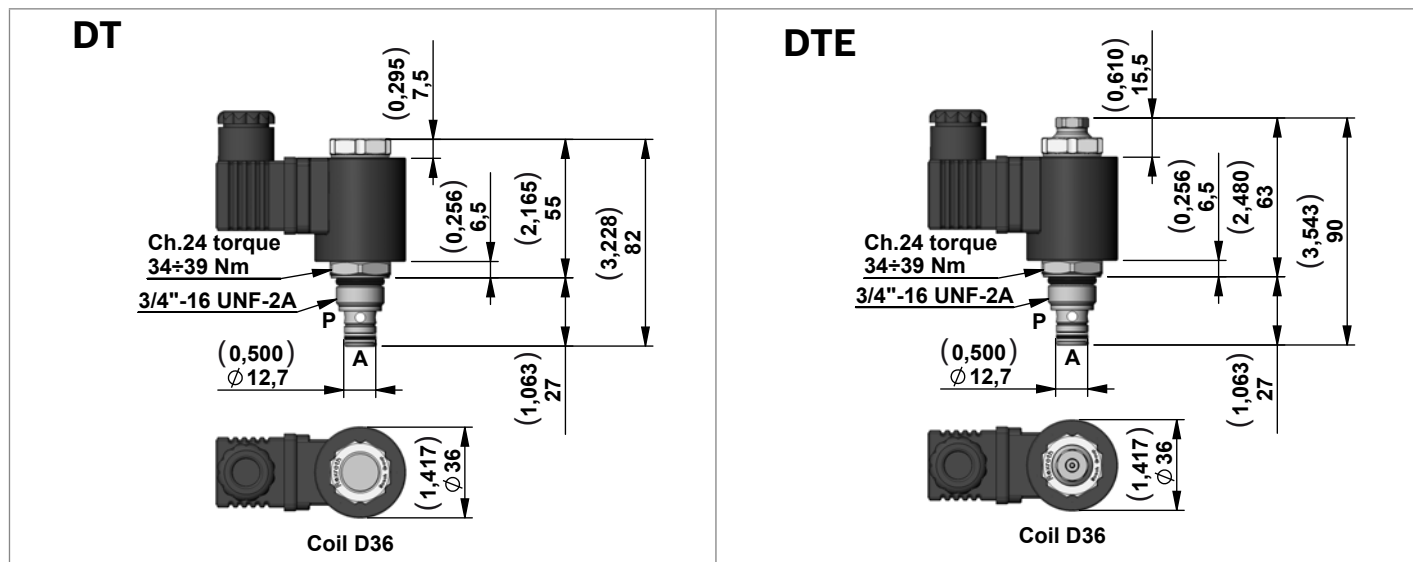 DT
(0,295)
7,5
(0,256)
6,5
(2,165)
55
(3,228)
82
Ch.24 torque
34÷39 Nm
3/4"-16 UNF-2A
P
A
(0,500)
Ø 12,7
(1,063)
27
(1,417)
Ø 36
Coil D36
DTE
(0,610)
15,5
(0,256)
6,5
(2,480)
63
(3,543)
90
Ch.24 torque
34÷39 Nm
3/4"-16 UNF-2A
P
A
(0,500)
Ø 12,7
(1,063)
27
(1,417)
Ø 36
Coil D36